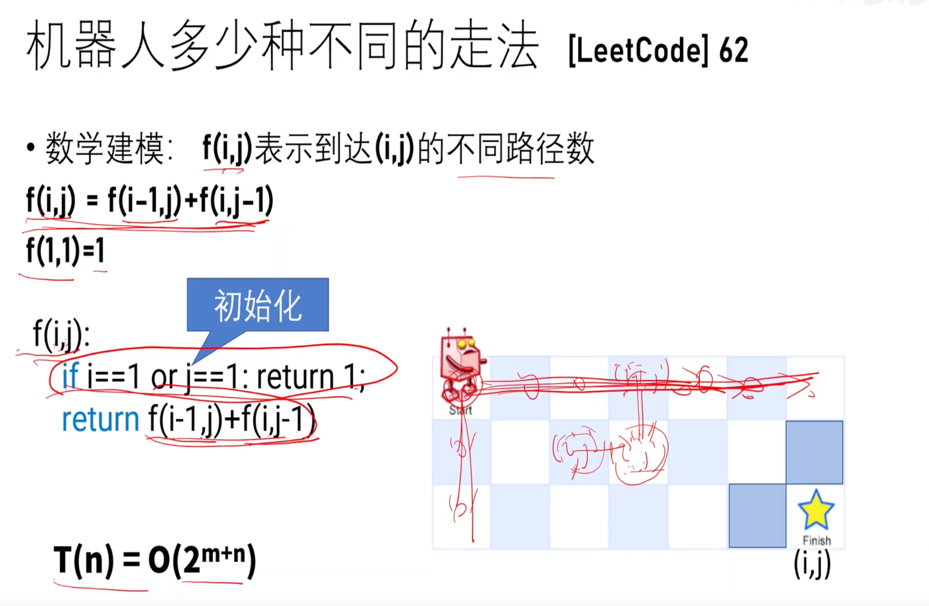 机器人多少种不同的走法 [LeetCode] 62
• 数学建模： f(i,j)表示到达(i,j)的不同路径数
f(i,j) = f(i-1,j)+f(i,j-1)
f(1,1)=1
初始化
f(i,j):
if i==1 or j==1: return 1;
return f(i-1,j)+f(i,j-1)
T(n) = O(2^{m+n})
Start
Finish
(i,j)